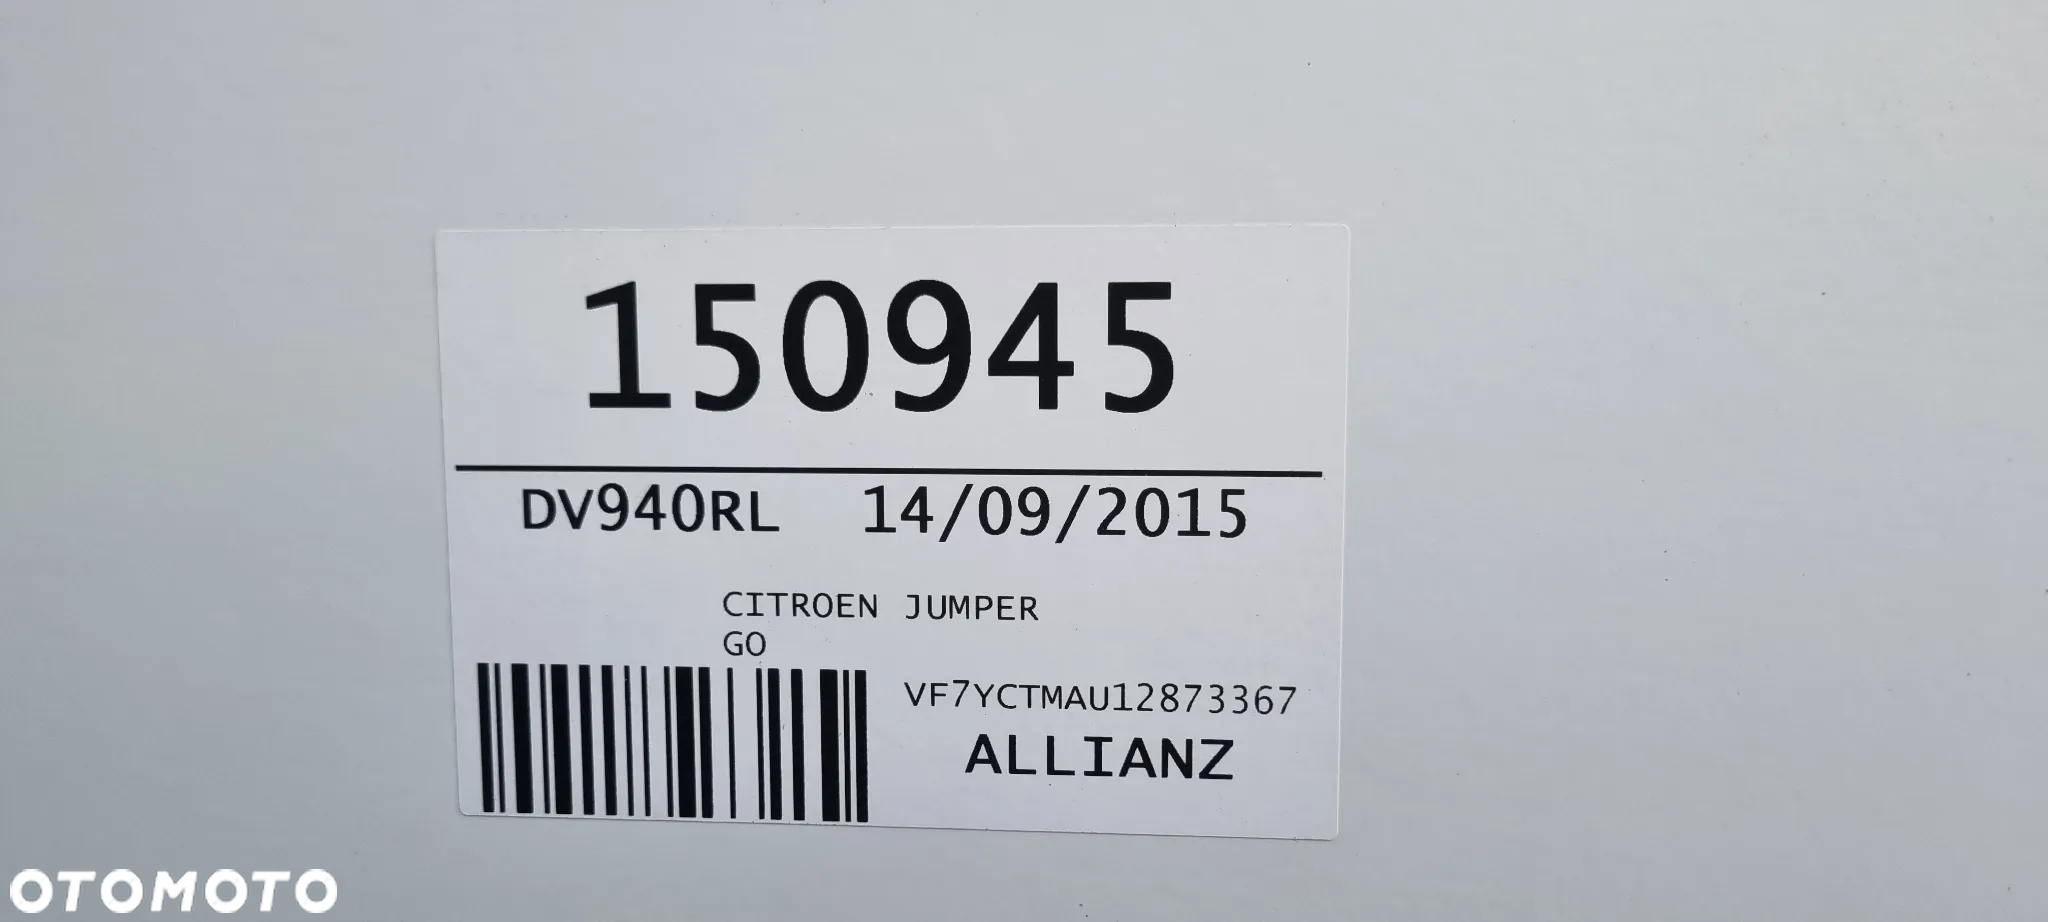 150945
DV940RL 14/09/2015
CITROEN JUMPER
GO
VF7YCTMAU12873367
ALLIANZ
OTOMOTO